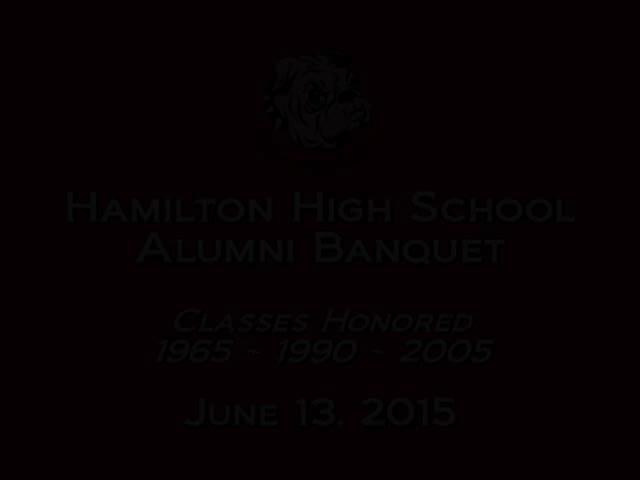 Hamilton High School
Alumni Banquet
Classes Honored
1965 ~ 1990 ~ 2005
June 13, 2015